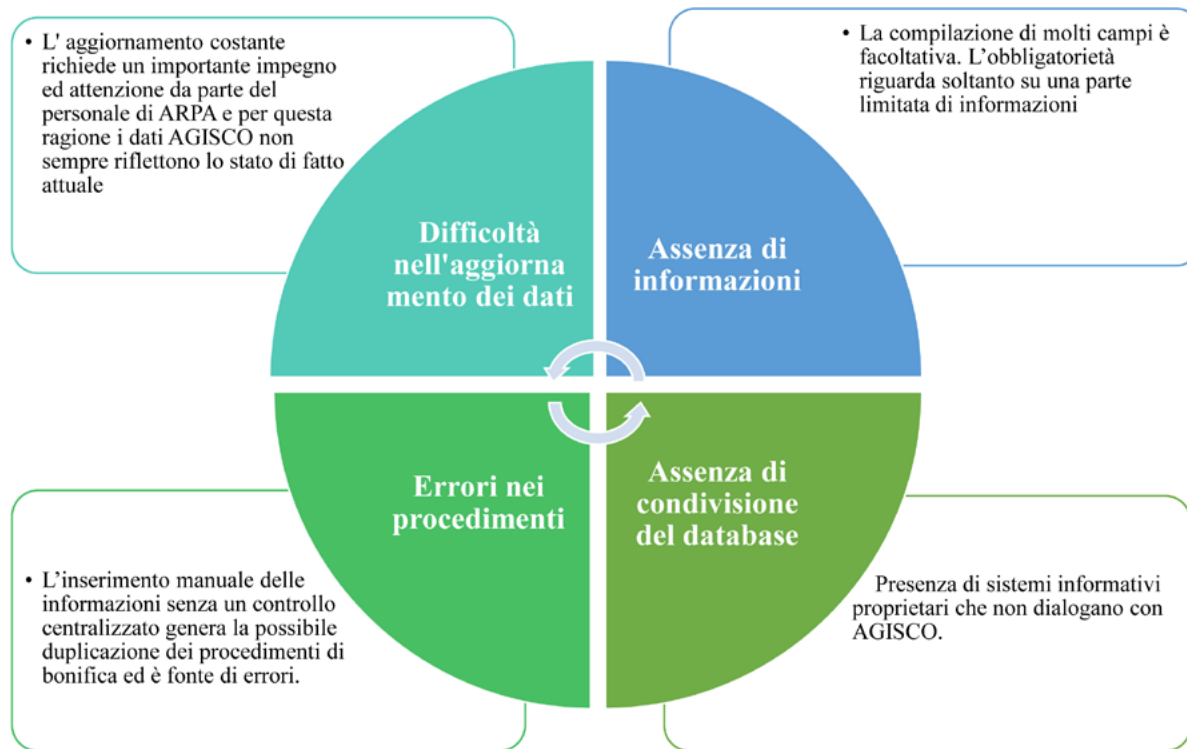 • L' aggiornamento costante
richiede un importante impegno
ed attenzione da parte del
personale di ARPA e per questa
ragione i dati AGISCO non
sempre riflettono lo stato di fatto
attuale
• La compilazione di molti campi è
facoltativa. L’obbligatorietà
riguarda soltanto su una parte
limitata di informazioni
Difficoltà
nell'aggiorna
mento dei dati
Assenza di
informazioni
Errori nei
procedimenti
Assenza di
condivisione
del database
• L’inserimento manuale delle
informazioni senza un controllo
centralizzato genera la possibile
duplicazione dei procedimenti di
bonifica ed è fonte di errori.
Presenza di sistemi informativi
proprietari che non dialogano con
AGISCO.